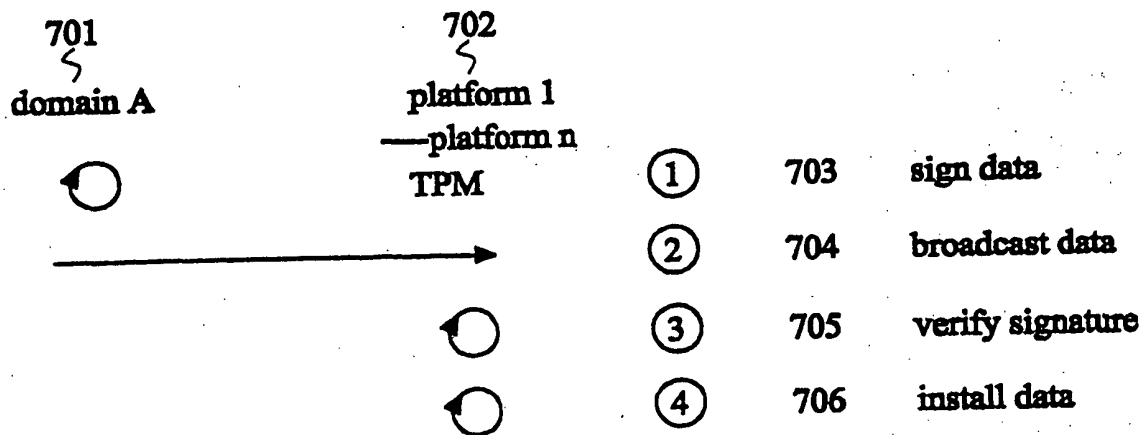 701 702
domain A platform 1
—platform n
TPM ① 703 sign data
② 704 broadcast data
③ 705 verify signature
④ 706 install data